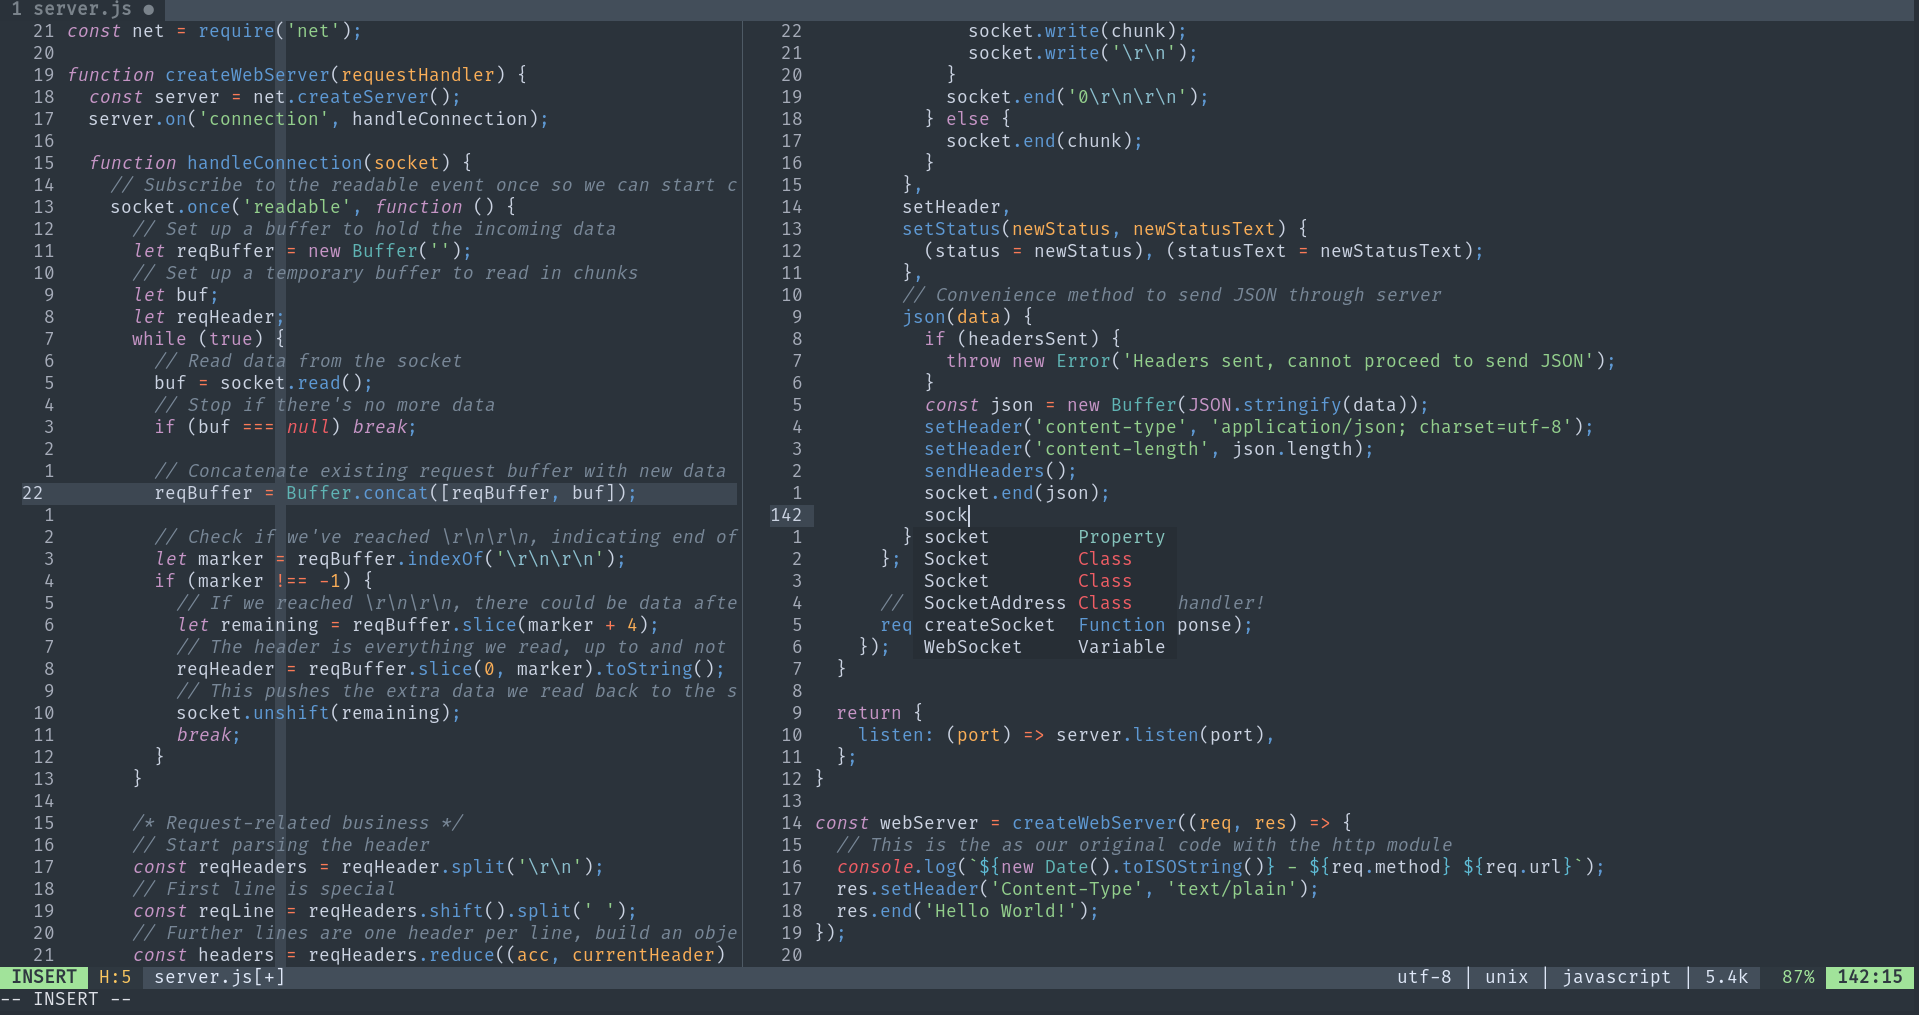 1 server.js ●
21 const net = require('net');
20
19 function createWebServer(requestHandler) {
18   const server = net.createServer();
17   server.on('connection', handleConnection);
16
15   function handleConnection(socket) {
14     // Subscribe to the readable event once so we can start c
13     socket.once('readable', function () {
12       // Set up a buffer to hold the incoming data
11       let reqBuffer = new Buffer('');
10       // Set up a temporary buffer to read in chunks
9       let buf;
8       let reqHeader;
7       while (true) {
6         // Read data from the socket
5         buf = socket.read();
4         // Stop if there's no more data
3         if (buf === null) break;
2
1         // Concatenate existing request buffer with new data
22         reqBuffer = Buffer.concat([reqBuffer, buf]);
1
2         // Check if we've reached \r\n\r\n, indicating end of
3         let marker = reqBuffer.indexOf('\r\n\r\n');
4         if (marker !== -1) {
5           // If we reached \r\n\r\n, there could be data afte
6           let remaining = reqBuffer.slice(marker + 4);
7           // The header is everything we read, up to and not
8           reqHeader = reqBuffer.slice(0, marker).toString();
9           // This pushes the extra data we read back to the s
10           socket.unshift(remaining);
11           break;
12         }
13       }
14
15       /* Request-related business */
16       // Start parsing the header
17       const reqHeaders = reqHeader.split('\r\n');
18       // First line is special
19       const reqLine = reqHeaders.shift().split(' ');
20       // Further lines are one header per line, build an obje
21       const headers = reqHeaders.reduce((acc, currentHeader)
22               socket.write(chunk);
21               socket.write('\r\n');
20             }
19             socket.end('0\r\n\r\n');
18           } else {
17             socket.end(chunk);
16           }
15         },
14         setHeader,
13         setStatus(newStatus, newStatusText) {
12           (status = newStatus), (statusText = newStatusText);
11         },
10         // Convenience method to send JSON through server
9         json(data) {
8           if (headersSent) {
7             throw new Error('Headers sent, cannot proceed to send JSON');
6           }
5           const json = new Buffer(JSON.stringify(data));
4           setHeader('content-type', 'application/json; charset=utf-8');
3           setHeader('content-length', json.length);
2           sendHeaders();
1           socket.end(json);
142           sock
1         } socket Property
2       }; Socket Class
3 Socket Class
4       // SocketAddress Class handler!
5       req createSocket Function ponse);
6     }); WebSocket Variable
7   }
8
9   return {
10     listen: (port) => server.listen(port),
11   };
12 }
13
14 const webServer = createWebServer((req, res) => {
15   // This is the as our original code with the http module
16   console.log(`${new Date().toISOString()} - ${req.method} ${req.url}`);
17   res.setHeader('Content-Type', 'text/plain');
18   res.end('Hello World!');
19 });
20
INSERT H:5 server.js[+] utf-8 | unix | javascript | 5.4k 87% 142:15
-- INSERT --